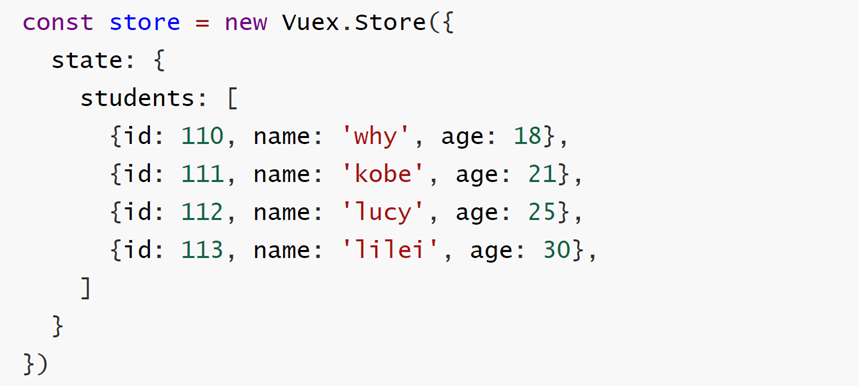 const store = new Vuex.Store({
  state: {
    students: [
      {id: 110, name: 'why', age: 18},
      {id: 111, name: 'kobe', age: 21},
      {id: 112, name: 'lucy', age: 25},
      {id: 113, name: 'lilei', age: 30},
    ]
  }
})